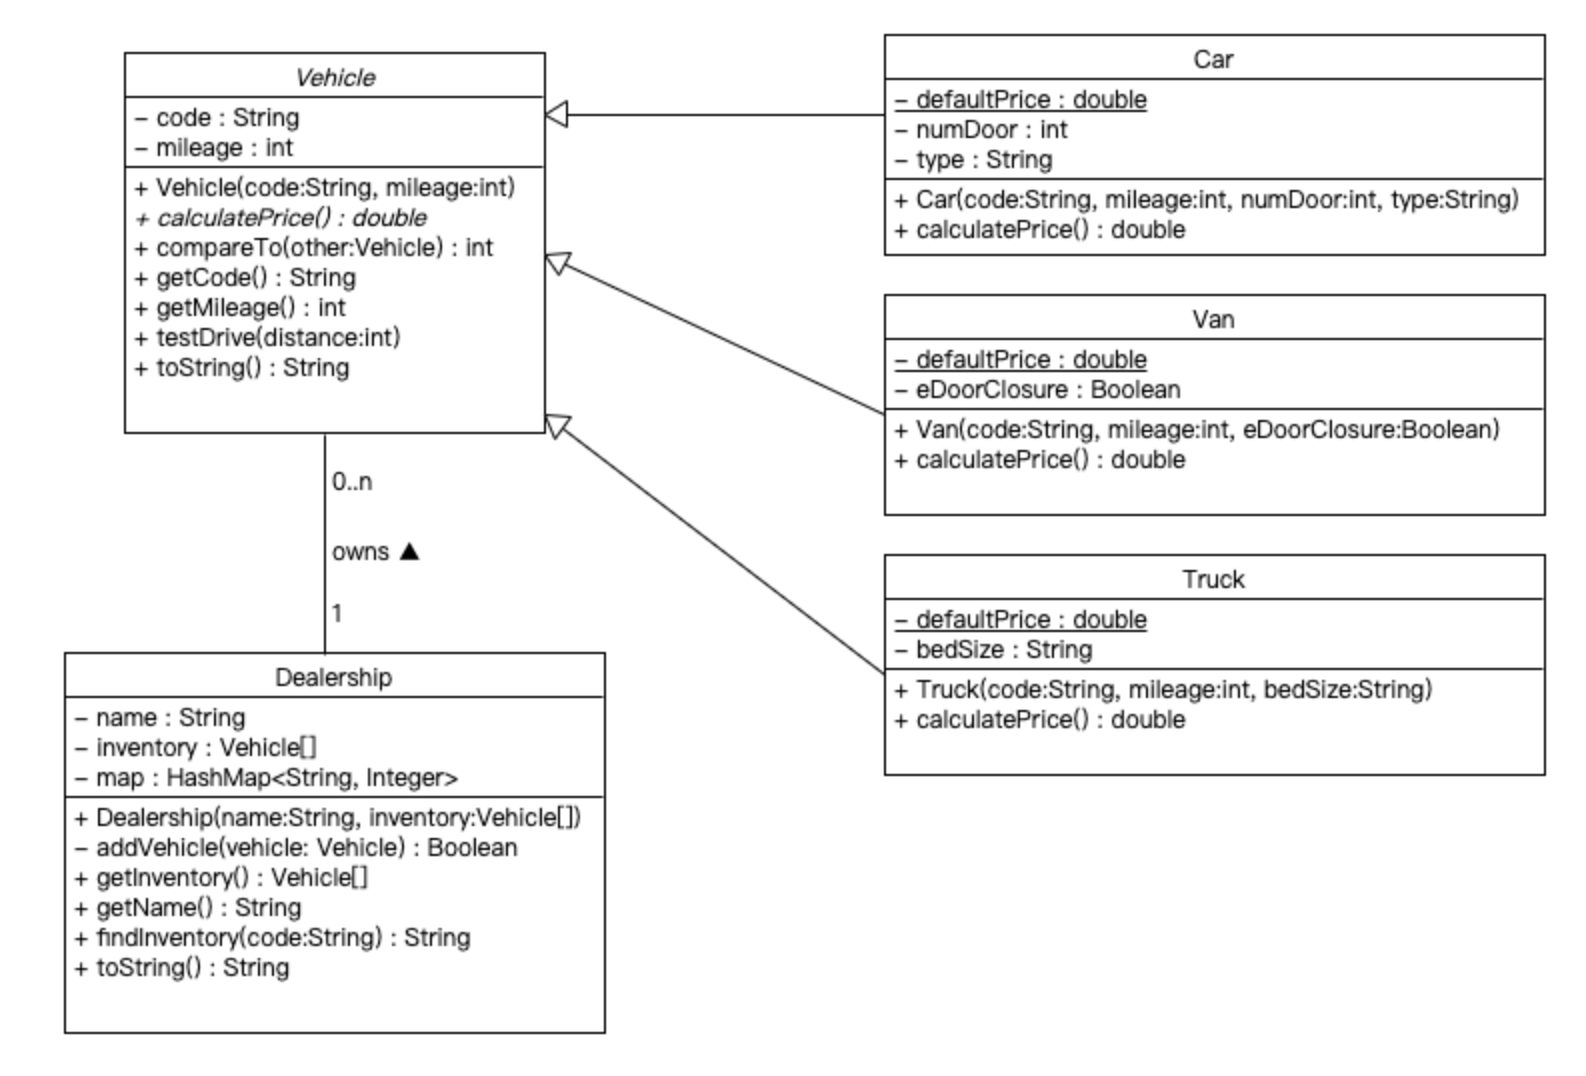 Vehicle
– code : String
– mileage : int
+ Vehicle(code:String, mileage:int)
+ calculatePrice() : double
+ compareTo(other:Vehicle) : int
+ getCode() : String
+ getMileage() : int
+ testDrive(distance:int)
+ toString() : String
0..n
owns ▲
1
Dealership
– name : String
– inventory : Vehicle[]
– map : HashMap<String, Integer>
+ Dealership(name:String, inventory:Vehicle[])
– addVehicle(vehicle: Vehicle) : Boolean
+ getInventory() : Vehicle[]
+ getName() : String
+ findInventory(code:String) : String
+ toString() : String
Car
– defaultPrice : double
– numDoor : int
– type : String
+ Car(code:String, mileage:int, numDoor:int, type:String)
+ calculatePrice() : double
Van
– defaultPrice : double
– eDoorClosure : Boolean
+ Van(code:String, mileage:int, eDoorClosure:Boolean)
+ calculatePrice() : double
Truck
– defaultPrice : double
– bedSize : String
+ Truck(code:String, mileage:int, bedSize:String)
+ calculatePrice() : double